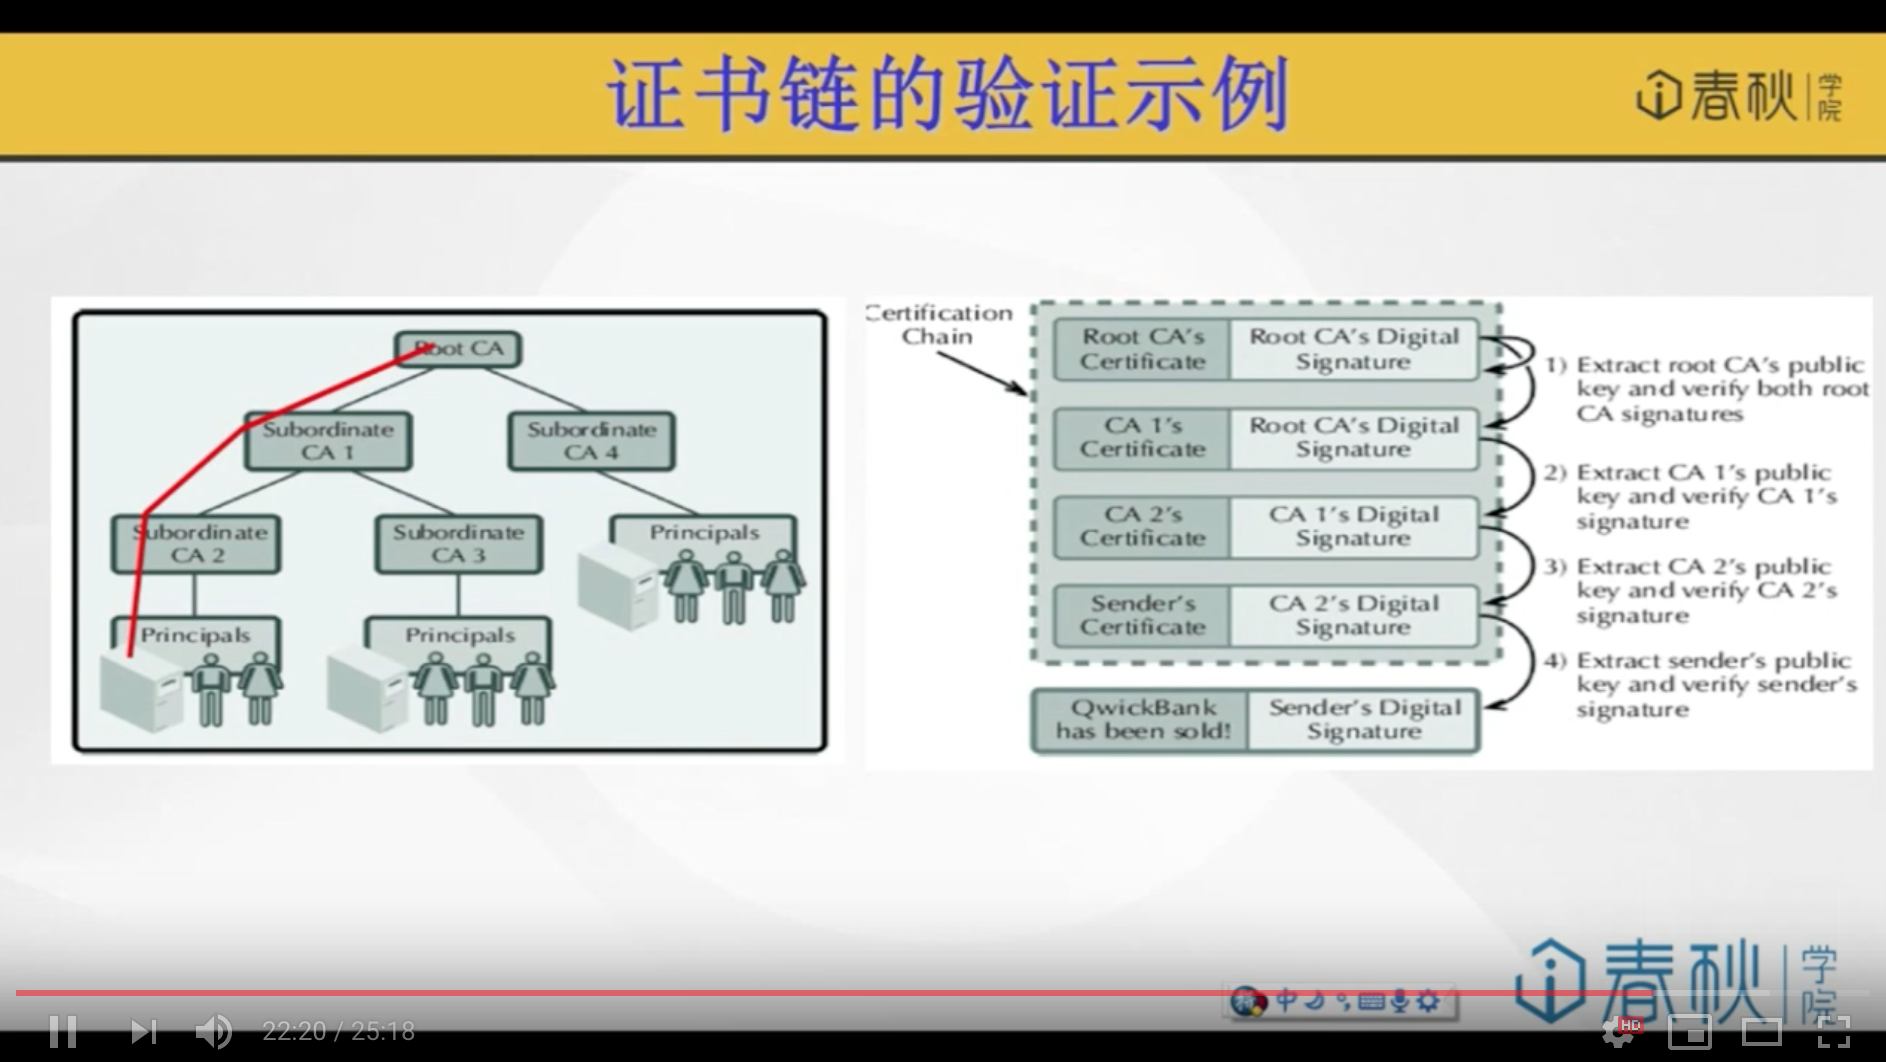 证书链的验证示例
春秋学院
Root CA
Subordinate
CA 1
Subordinate
CA 4
Subordinate
CA 2
Subordinate
CA 3
Principals
Principals
Principals
Certification
Chain
Root CA's
Certificate
Root CA's Digital
Signature
CA 1's
Certificate
Root CA's Digital
Signature
CA 2's
Certificate
CA 1's Digital
Signature
Sender's
Certificate
CA 2's Digital
Signature
QwickBank
has been sold!
Sender's Digital
Signature
1) Extract root CA's public
key and verify both root
CA signatures
2) Extract CA 1's public
key and verify CA 1's
signature
3) Extract CA 2's public
key and verify CA 2's
signature
4) Extract sender's public
key and verify sender's
signature
春秋学院
中
22:20 / 25:18
HD